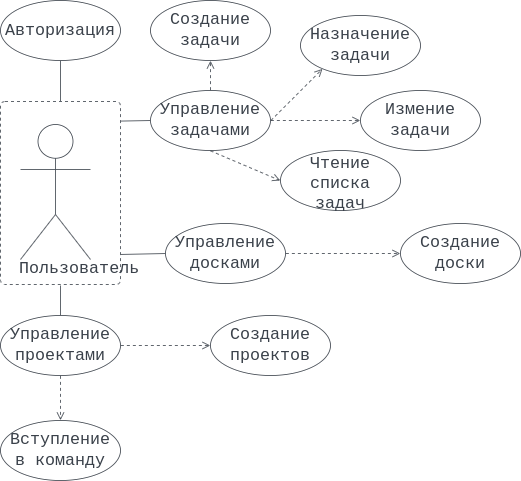 Авторизация
Создание
задачи
Назначение
задачи
Управление
задачами
Измение
задачи
Чтение
списка
задач
Пользователь
Управление
досками
Создание
доски
Управление
проектами
Создание
проектов
Вступление
в команду